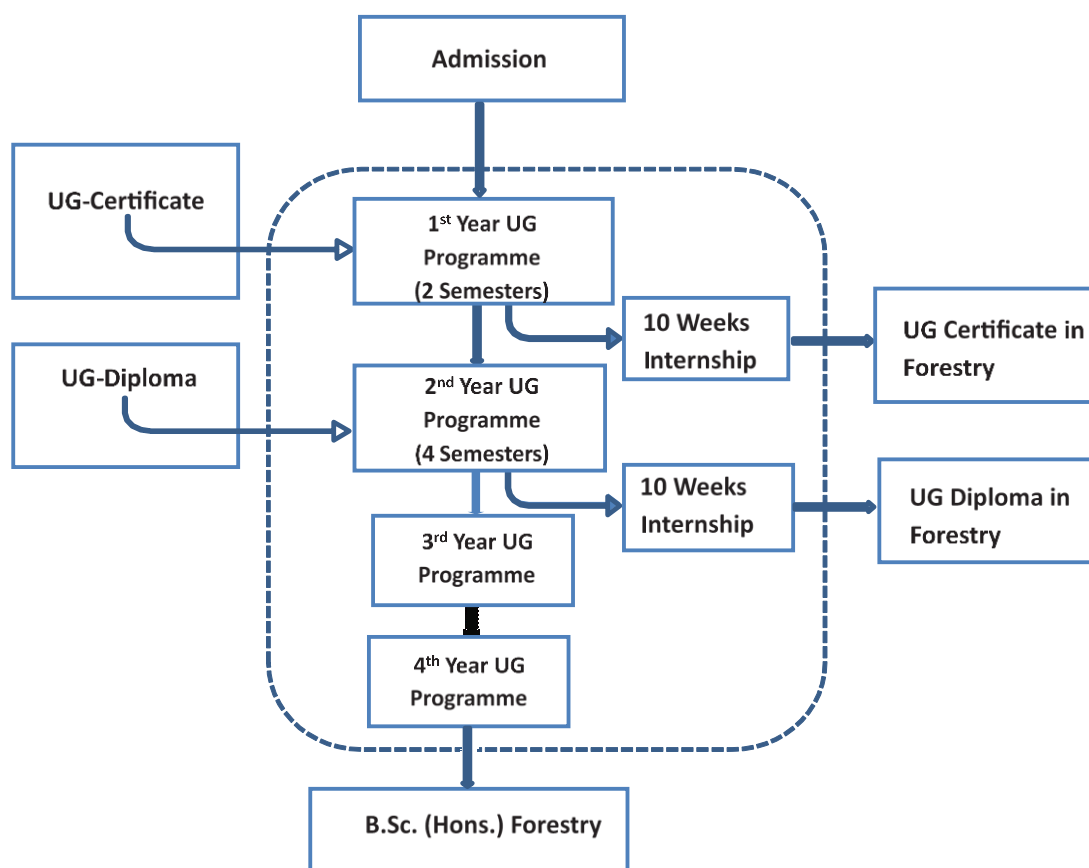 Admission
UG-Certificate
1st Year UG
Programme
(2 Semesters)
10 Weeks
Internship
UG Certificate in
Forestry
UG-Diploma
2nd Year UG
Programme
(4 Semesters)
10 Weeks
Internship
UG Diploma in
Forestry
3rd Year UG
Programme
4th Year UG
Programme
B.Sc. (Hons.) Forestry